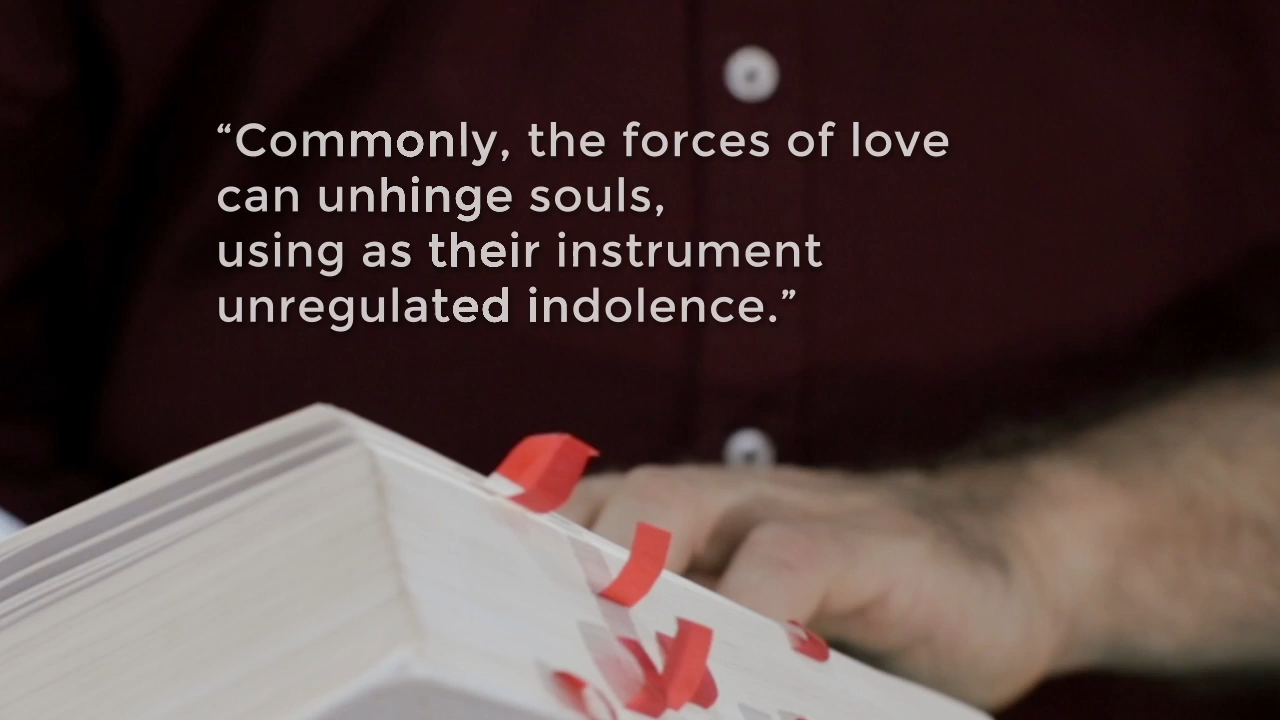 “Commonly, the forces of love
can unhinge souls,
using as their instrument
unregulated indolence.”